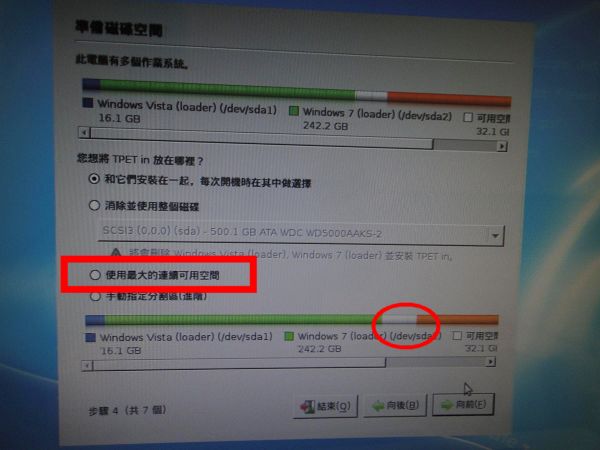 準備磁碟空間
此電腦有多個作業系統。
Windows Vista (loader) (/dev/sda1) Windows 7 (loader) (/dev/sda2) 可用空間
16.1 GB 242.2 GB 32.1 GI
您想將 TPET in 放在哪裡？
和它們安裝在一起，每次開機時在其中做選擇
消除並使用整個磁碟
SCSI3 (0,0,0) (sda) - 500.1 GB ATA WDC WD5000AAKS-2
將會刪除 Windows Vista (loader), Windows 7 (loader) 並安裝 TPET in。
使用最大的連續可用空間
手動指定分割區(進階)
Windows Vista (loader) (/dev/sda1) Windows 7 (loader) (/dev/sda2) 可用空間
16.1 GB 242.2 GB 32.1 GI
步驟 4（共 7 個） 結束(Q) 向後(B) 向前(F)